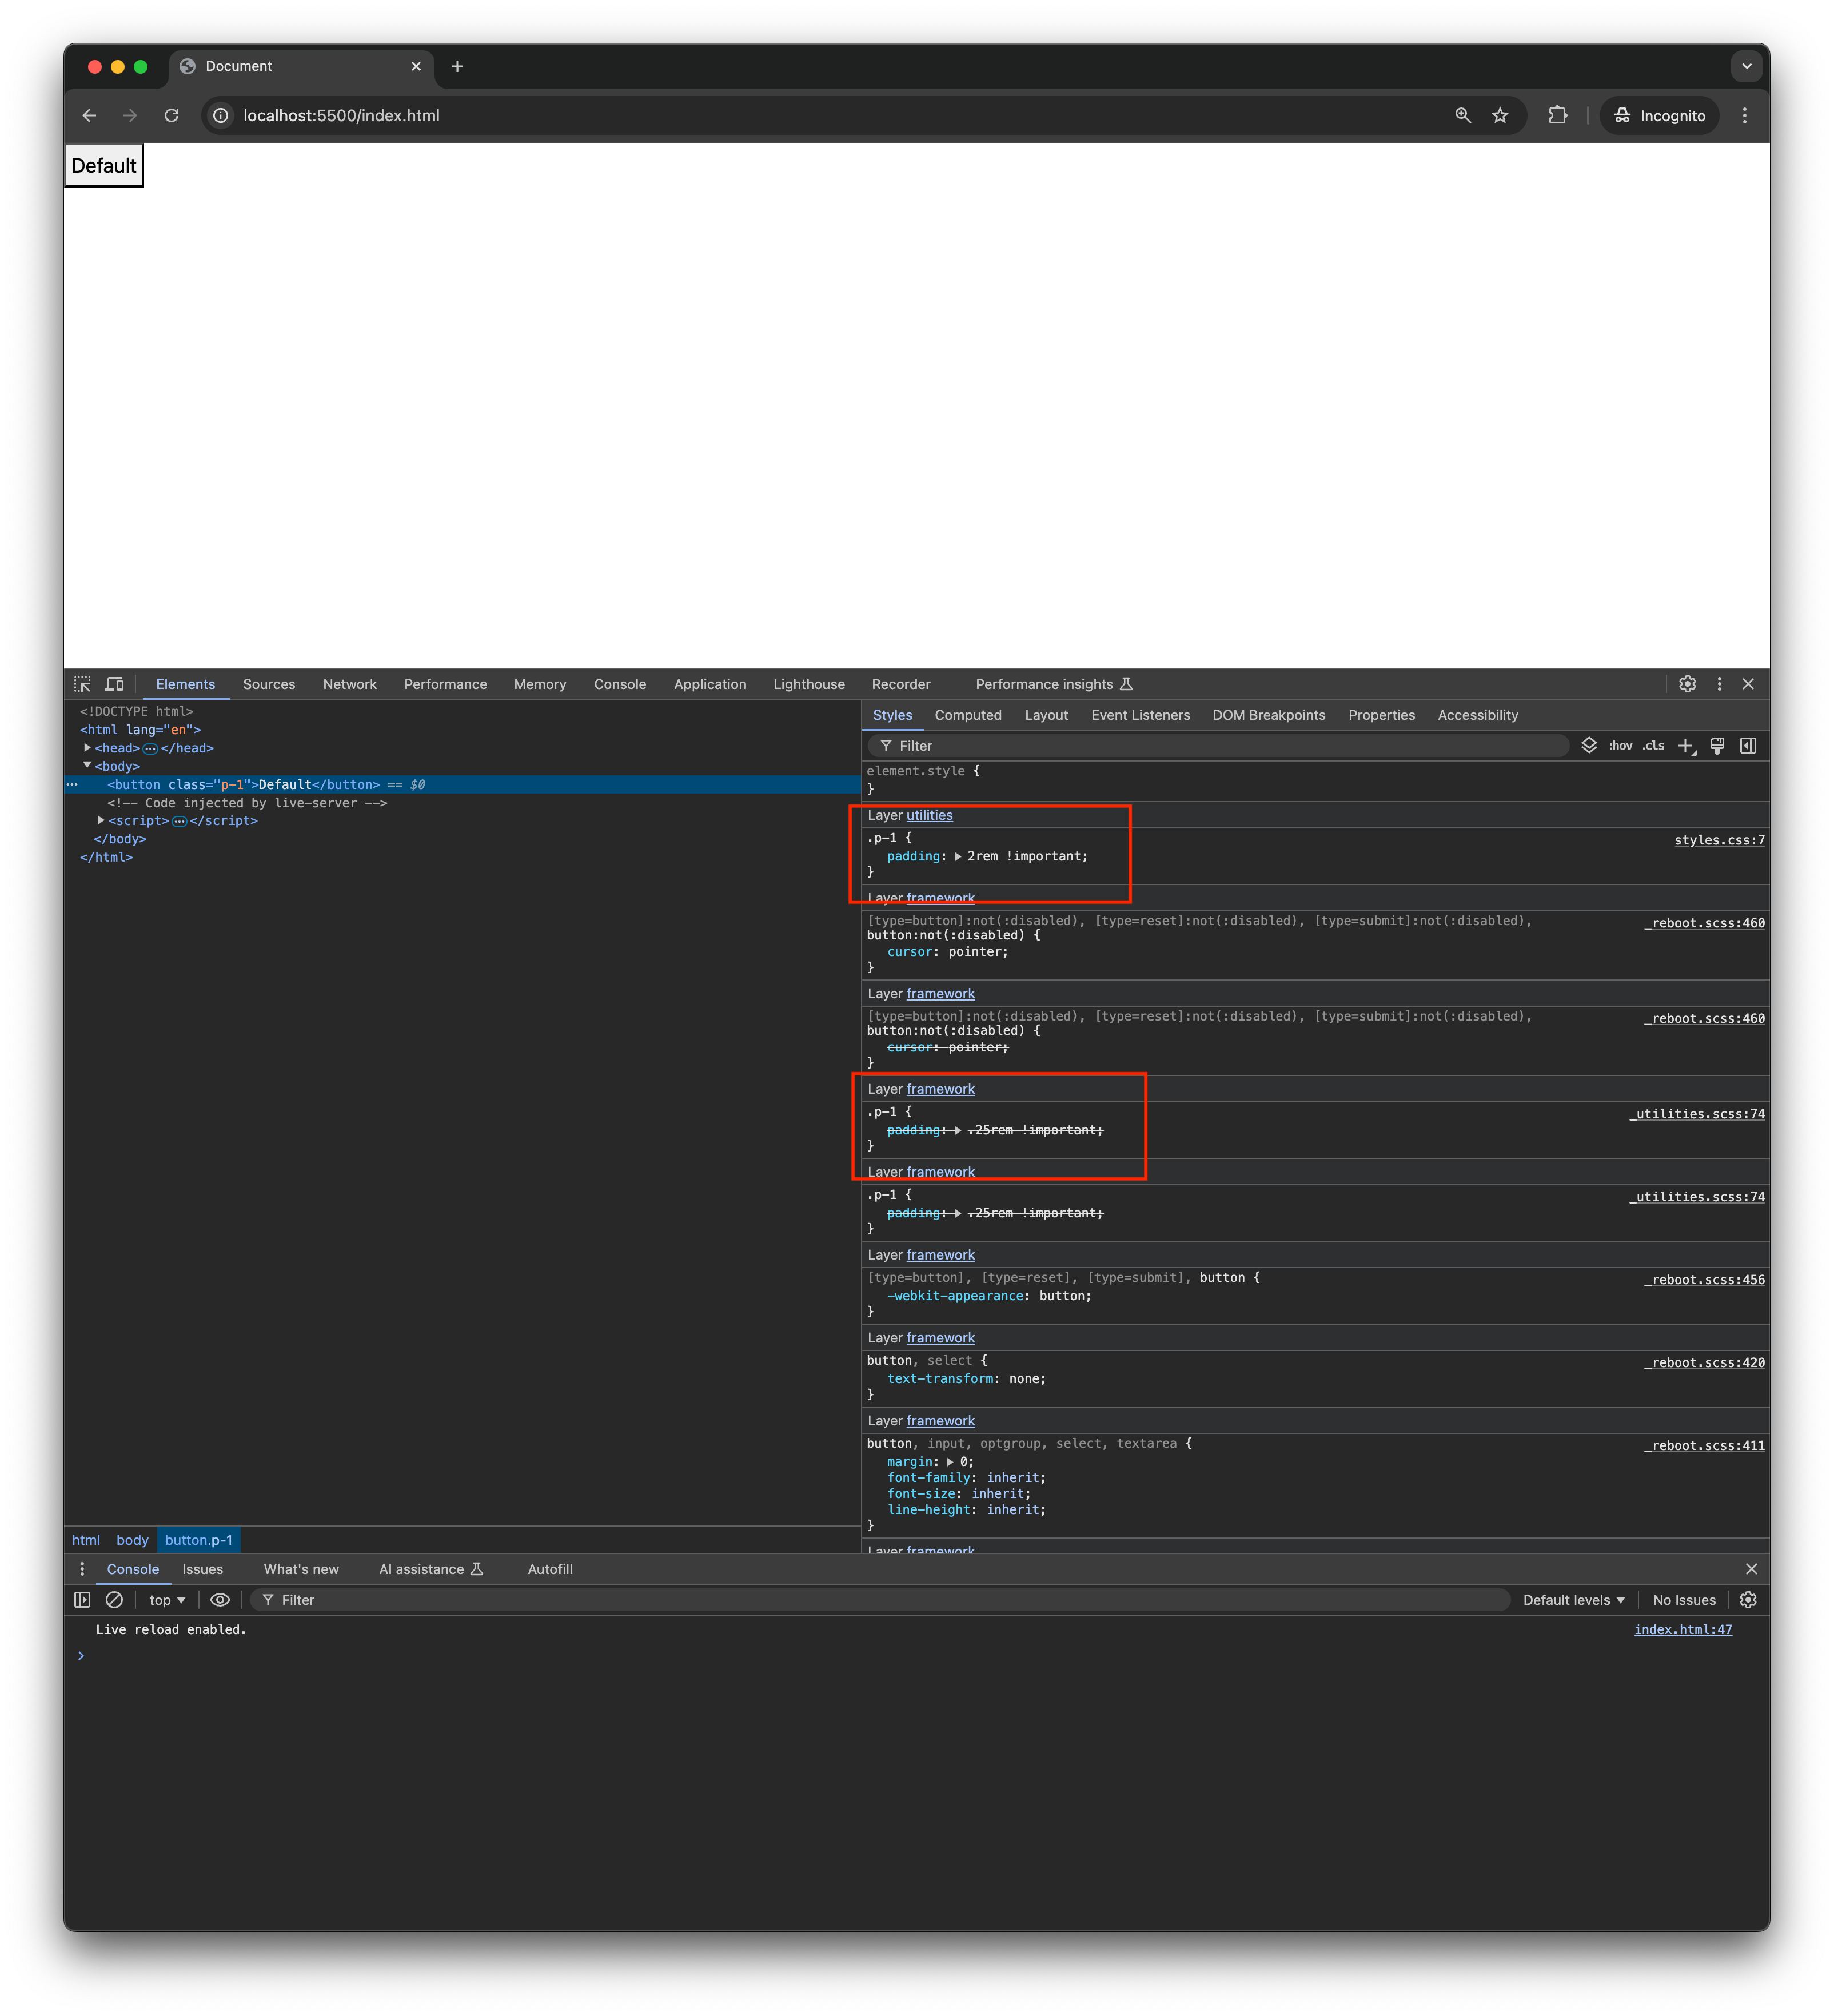 Document
localhost:5500/index.html
Incognito
Default
Elements Sources Network Performance Memory Console Application Lighthouse Recorder Performance insights
<!DOCTYPE html>
<html lang="en">
<head> </head>
<body>
<button class="p-1">Default</button> == $0
<!-- Code injected by live-server -->
<script> </script>
</body>
</html>
html body button.p-1
Styles Computed Layout Event Listeners DOM Breakpoints Properties Accessibility
Filter :hov .cls
element.style {
}
Layer utilities
.p-1 { styles.css:7
padding: 2rem !important;
}
Layer framework
[type=button]:not(:disabled), [type=reset]:not(:disabled), [type=submit]:not(:disabled), _reboot.scss:460
button:not(:disabled) {
cursor: pointer;
}
Layer framework
[type=button]:not(:disabled), [type=reset]:not(:disabled), [type=submit]:not(:disabled), _reboot.scss:460
button:not(:disabled) {
cursor: pointer;
}
Layer framework
.p-1 { _utilities.scss:74
padding: .25rem !important;
}
Layer framework
.p-1 { _utilities.scss:74
padding: .25rem !important;
}
Layer framework
[type=button], [type=reset], [type=submit], button { _reboot.scss:456
-webkit-appearance: button;
}
Layer framework
button, select { _reboot.scss:420
text-transform: none;
}
Layer framework
button, input, optgroup, select, textarea { _reboot.scss:411
margin: 0;
font-family: inherit;
font-size: inherit;
line-height: inherit;
}
Layer framework
Console Issues What's new AI assistance Autofill
top Filter Default levels No Issues
Live reload enabled. index.html:47